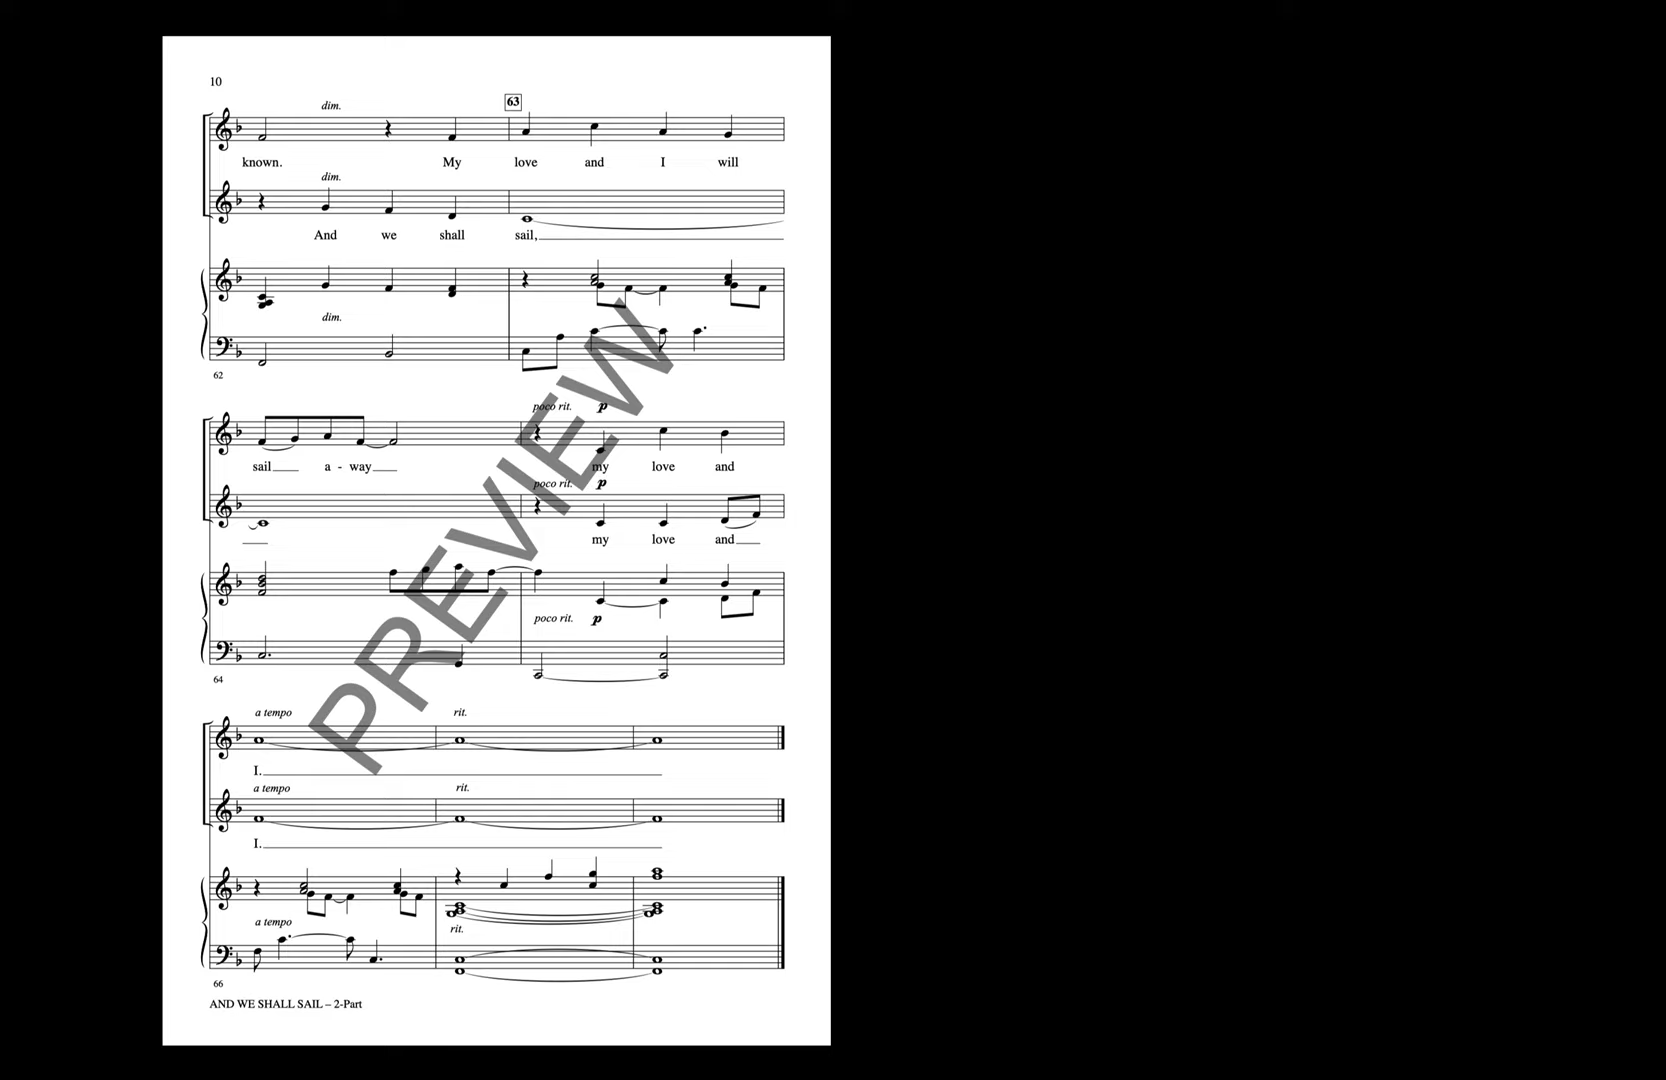 10
dim.
63
known. My love and I will
dim.
And we shall sail,
dim.
62
poco rit. p
sail a - way my love and
poco rit. p
my love and
poco rit. p
64
a tempo rit.
I.
a tempo rit.
I.
a tempo rit.
66
AND WE SHALL SAIL – 2-Part
PREVIEW